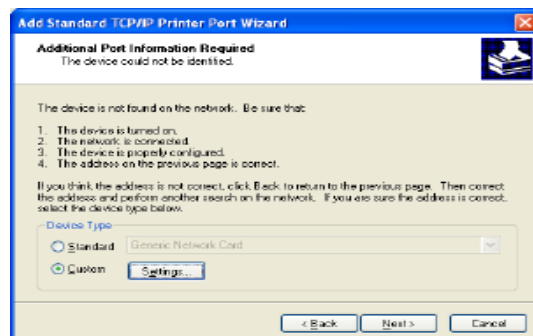 Add Standard TCP/IP Printer Port Wizard
Additional Port Information Required
The device could not be identified.
The device is not found on the network. Be sure that:
1. The device is turned on.
2. The network is connected.
3. The device is properly configured.
4. The address on the previous page is correct.
If you think the address is not correct, click Back to return to the previous page. Then correct
the address and perform another search on the network. If you are sure the address is correct,
select the device type below.
Device Type
Standard Generic Network Card
Custom Settings...
< Back Next > Cancel